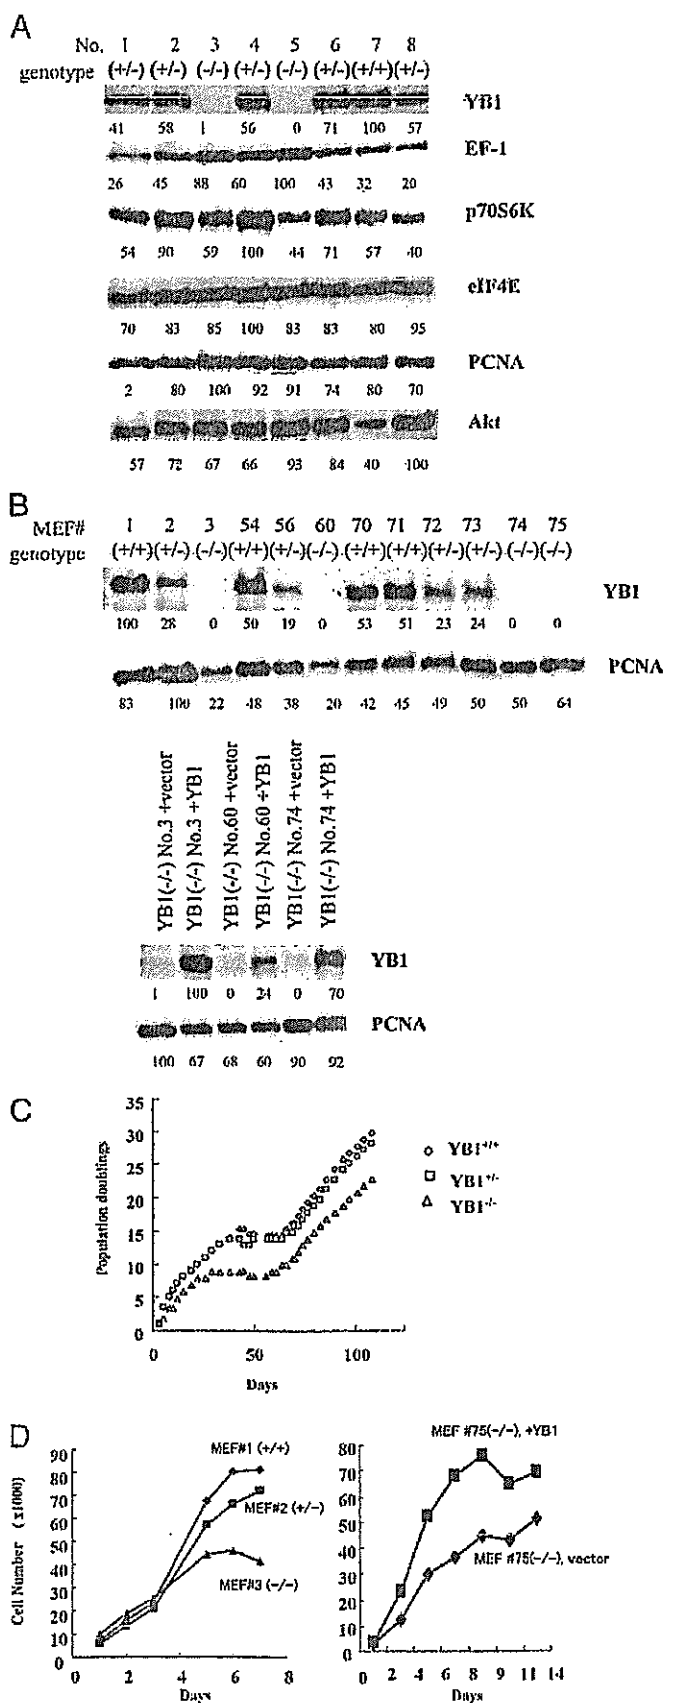 A
No. 1 2 3 4 5 6 7 8
genotype (+/-) (+/-) (-/-) (+/-) (-/-) (+/-) (+/+) (+/-)
YB1
41 58 1 56 0 71 100 57
EF-1
26 45 88 60 100 43 32 20
p70S6K
54 90 59 100 44 71 57 40
eIF4E
70 83 85 100 83 83 80 95
PCNA
2 80 100 92 91 74 80 70
Akt
57 72 67 66 93 84 40 100
B
MEF# 1 2 3 54 56 60 70 71 72 73 74 75
genotype (+/+) (+/-) (-/-) (+/+) (+/-) (-/-) (+/+) (+/+) (+/-) (+/-) (-/-) (-/-)
YB1
100 28 0 50 19 0 53 51 23 24 0 0
PCNA
83 100 22 48 38 20 42 45 49 50 50 64
YB1(-/-) No.3 +vector
YB1(-/-) No.3 +YB1
YB1(-/-) No.60 +vector
YB1(-/-) No.60 +YB1
YB1(-/-) No.74 +vector
YB1(-/-) No.74 +YB1
YB1
1 100 0 24 0 70
PCNA
100 67 68 60 90 92
C
35
30
25
20
15
10
5
0
Population doublings
0 50 100
Days
YB1+/+
YB1+/-
YB1-/-
D
90
80
70
60
50
40
30
20
10
Cell Number (x1000)
MEF#1 (+/+)
MEF#2 (+/-)
MEF#3 (-/-)
0 2 4 6 8
Days
80
70
60
50
40
30
20
10
0
MEF #75(-/-), +YB1
MEF #75(-/-), vector
0 2 4 5 6 9 11 14
Days